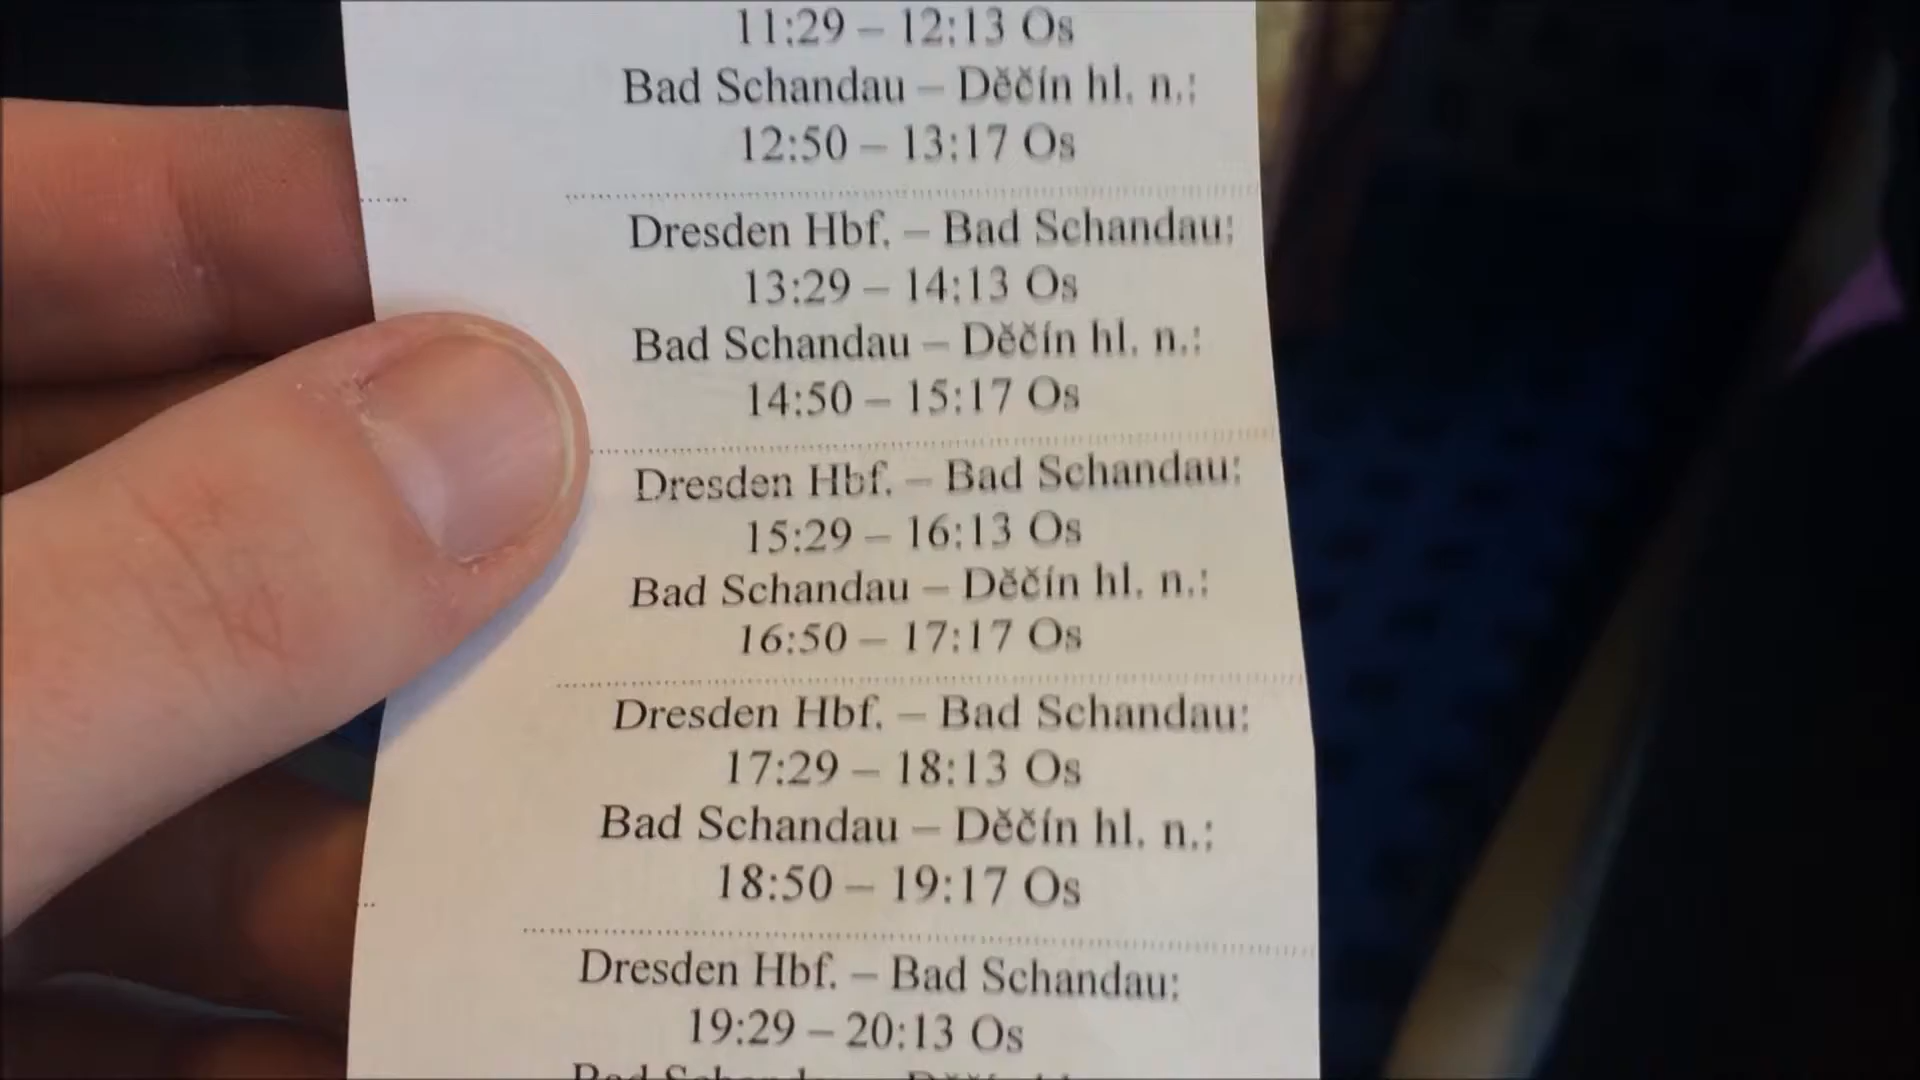 11:29 – 12:13 Os
Bad Schandau – Děčín hl. n.:
12:50 – 13:17 Os
Dresden Hbf. – Bad Schandau:
13:29 – 14:13 Os
Bad Schandau – Děčín hl. n.:
14:50 – 15:17 Os
Dresden Hbf. – Bad Schandau:
15:29 – 16:13 Os
Bad Schandau – Děčín hl. n.:
16:50 – 17:17 Os
Dresden Hbf. – Bad Schandau:
17:29 – 18:13 Os
Bad Schandau – Děčín hl. n.:
18:50 – 19:17 Os
Dresden Hbf. – Bad Schandau:
19:29 – 20:13 Os